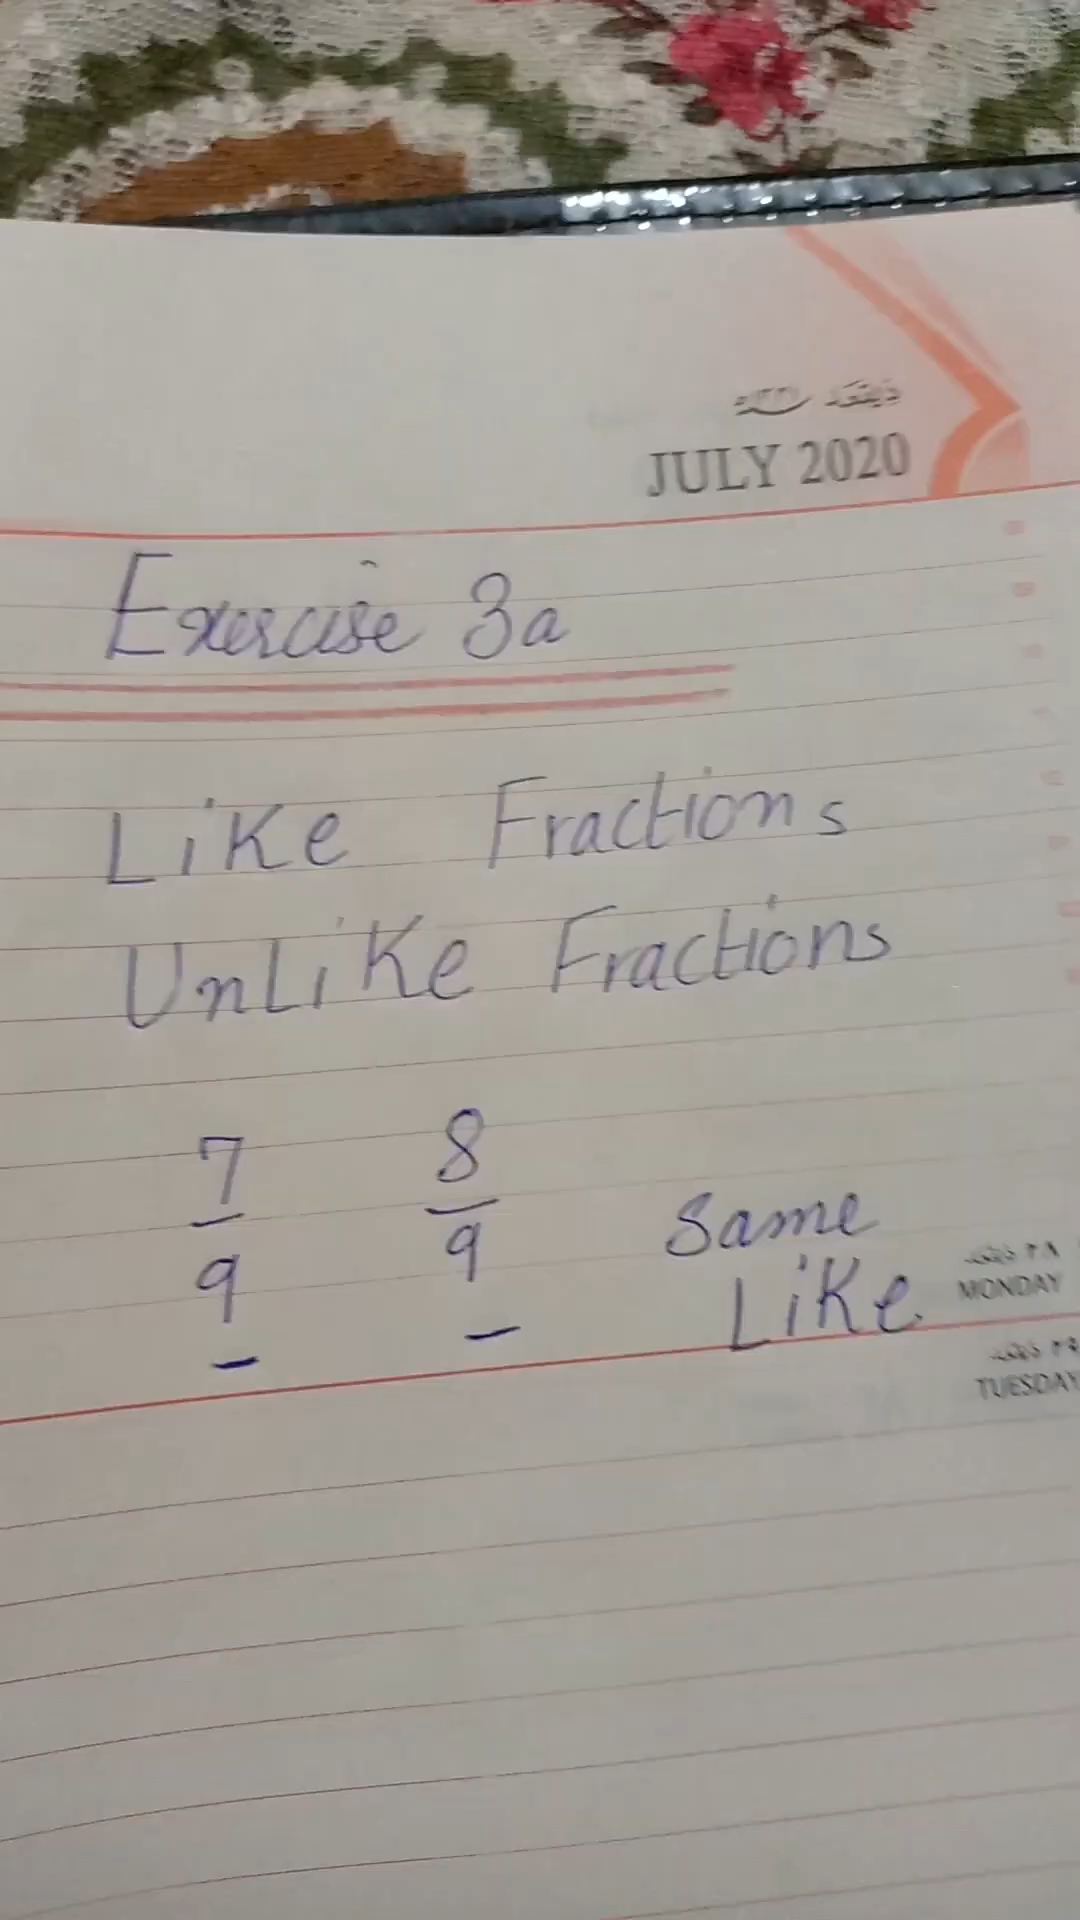 JULY 2020
Exercise 3a
Like Fractions
UnLiKe Fractions
7 8
9 9
Same
LiKe
MONDAY
TUESDAY